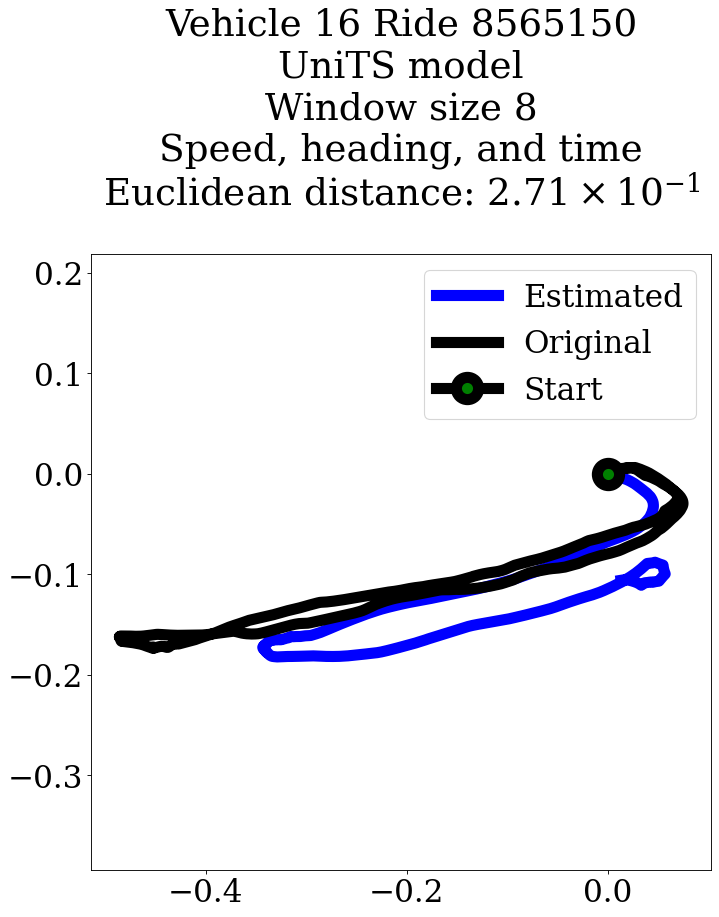 Vehicle 16 Ride 8565150
UniTS model
Window size 8
Speed, heading, and time
Euclidean distance: 2.71 × 10⁻¹
0.2
0.1
0.0
−0.1
−0.2
−0.3
Estimated
Original
Start
−0.4
−0.2
0.0